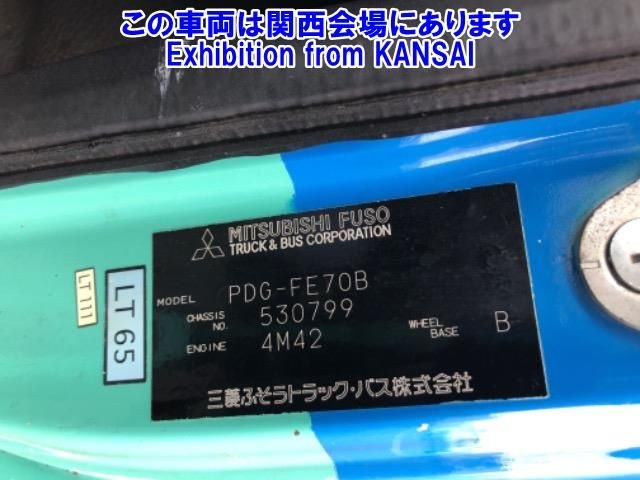 この車両は関西会場にあります
Exhibition from KANSAI
MITSUBISHI FUSO
TRUCK & BUS CORPORATION
MODEL PDG-FE70B
CHASSIS NO. 530799
ENGINE 4M42 WHEEL BASE B
三菱ふそうトラック・バス株式会社
LT111
LT 65